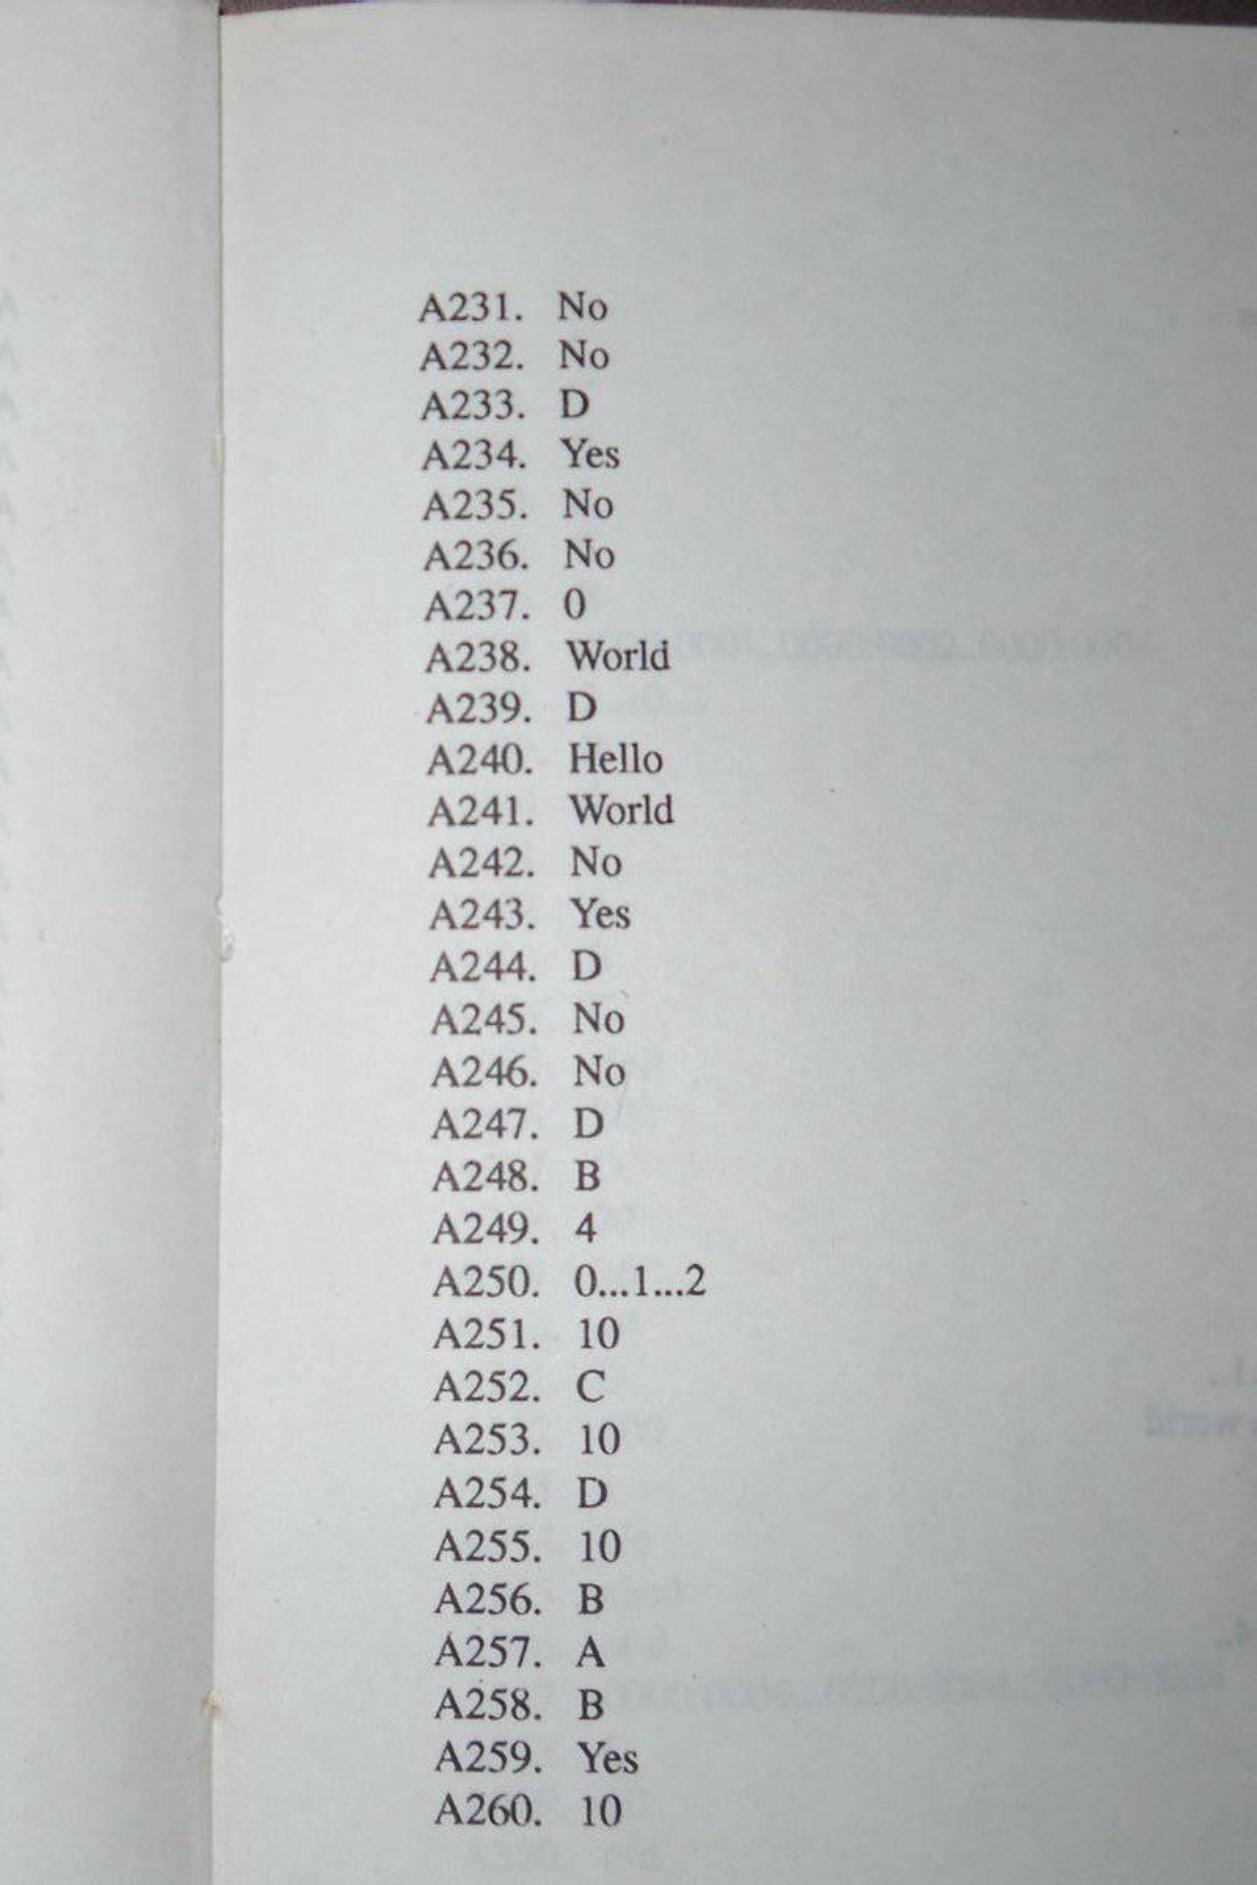 A231. No
A232. No
A233. D
A234. Yes
A235. No
A236. No
A237. 0
A238. World
A239. D
A240. Hello
A241. World
A242. No
A243. Yes
A244. D
A245. No
A246. No
A247. D
A248. B
A249. 4
A250. 0...1...2
A251. 10
A252. C
A253. 10
A254. D
A255. 10
A256. B
A257. A
A258. B
A259. Yes
A260. 10